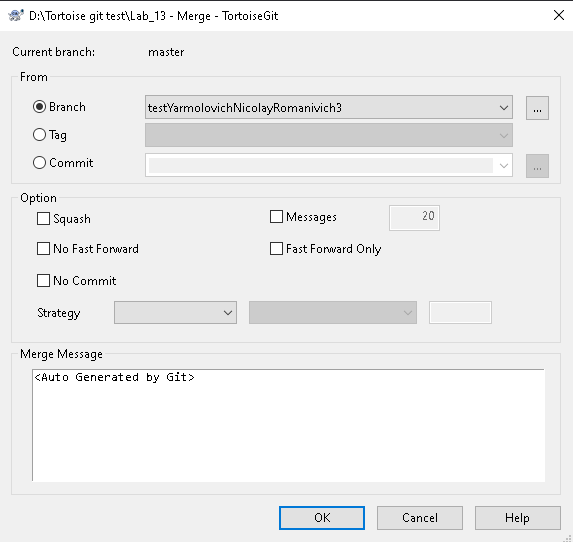 D:\Tortoise git test\Lab_13 - Merge - TortoiseGit
Current branch: master
From
Branch testYarmolovichNicolayRomanivich3 ...
Tag
Commit ...
Option
Squash Messages 20
No Fast Forward Fast Forward Only
No Commit
Strategy
Merge Message
<Auto Generated by Git>
OK Cancel Help